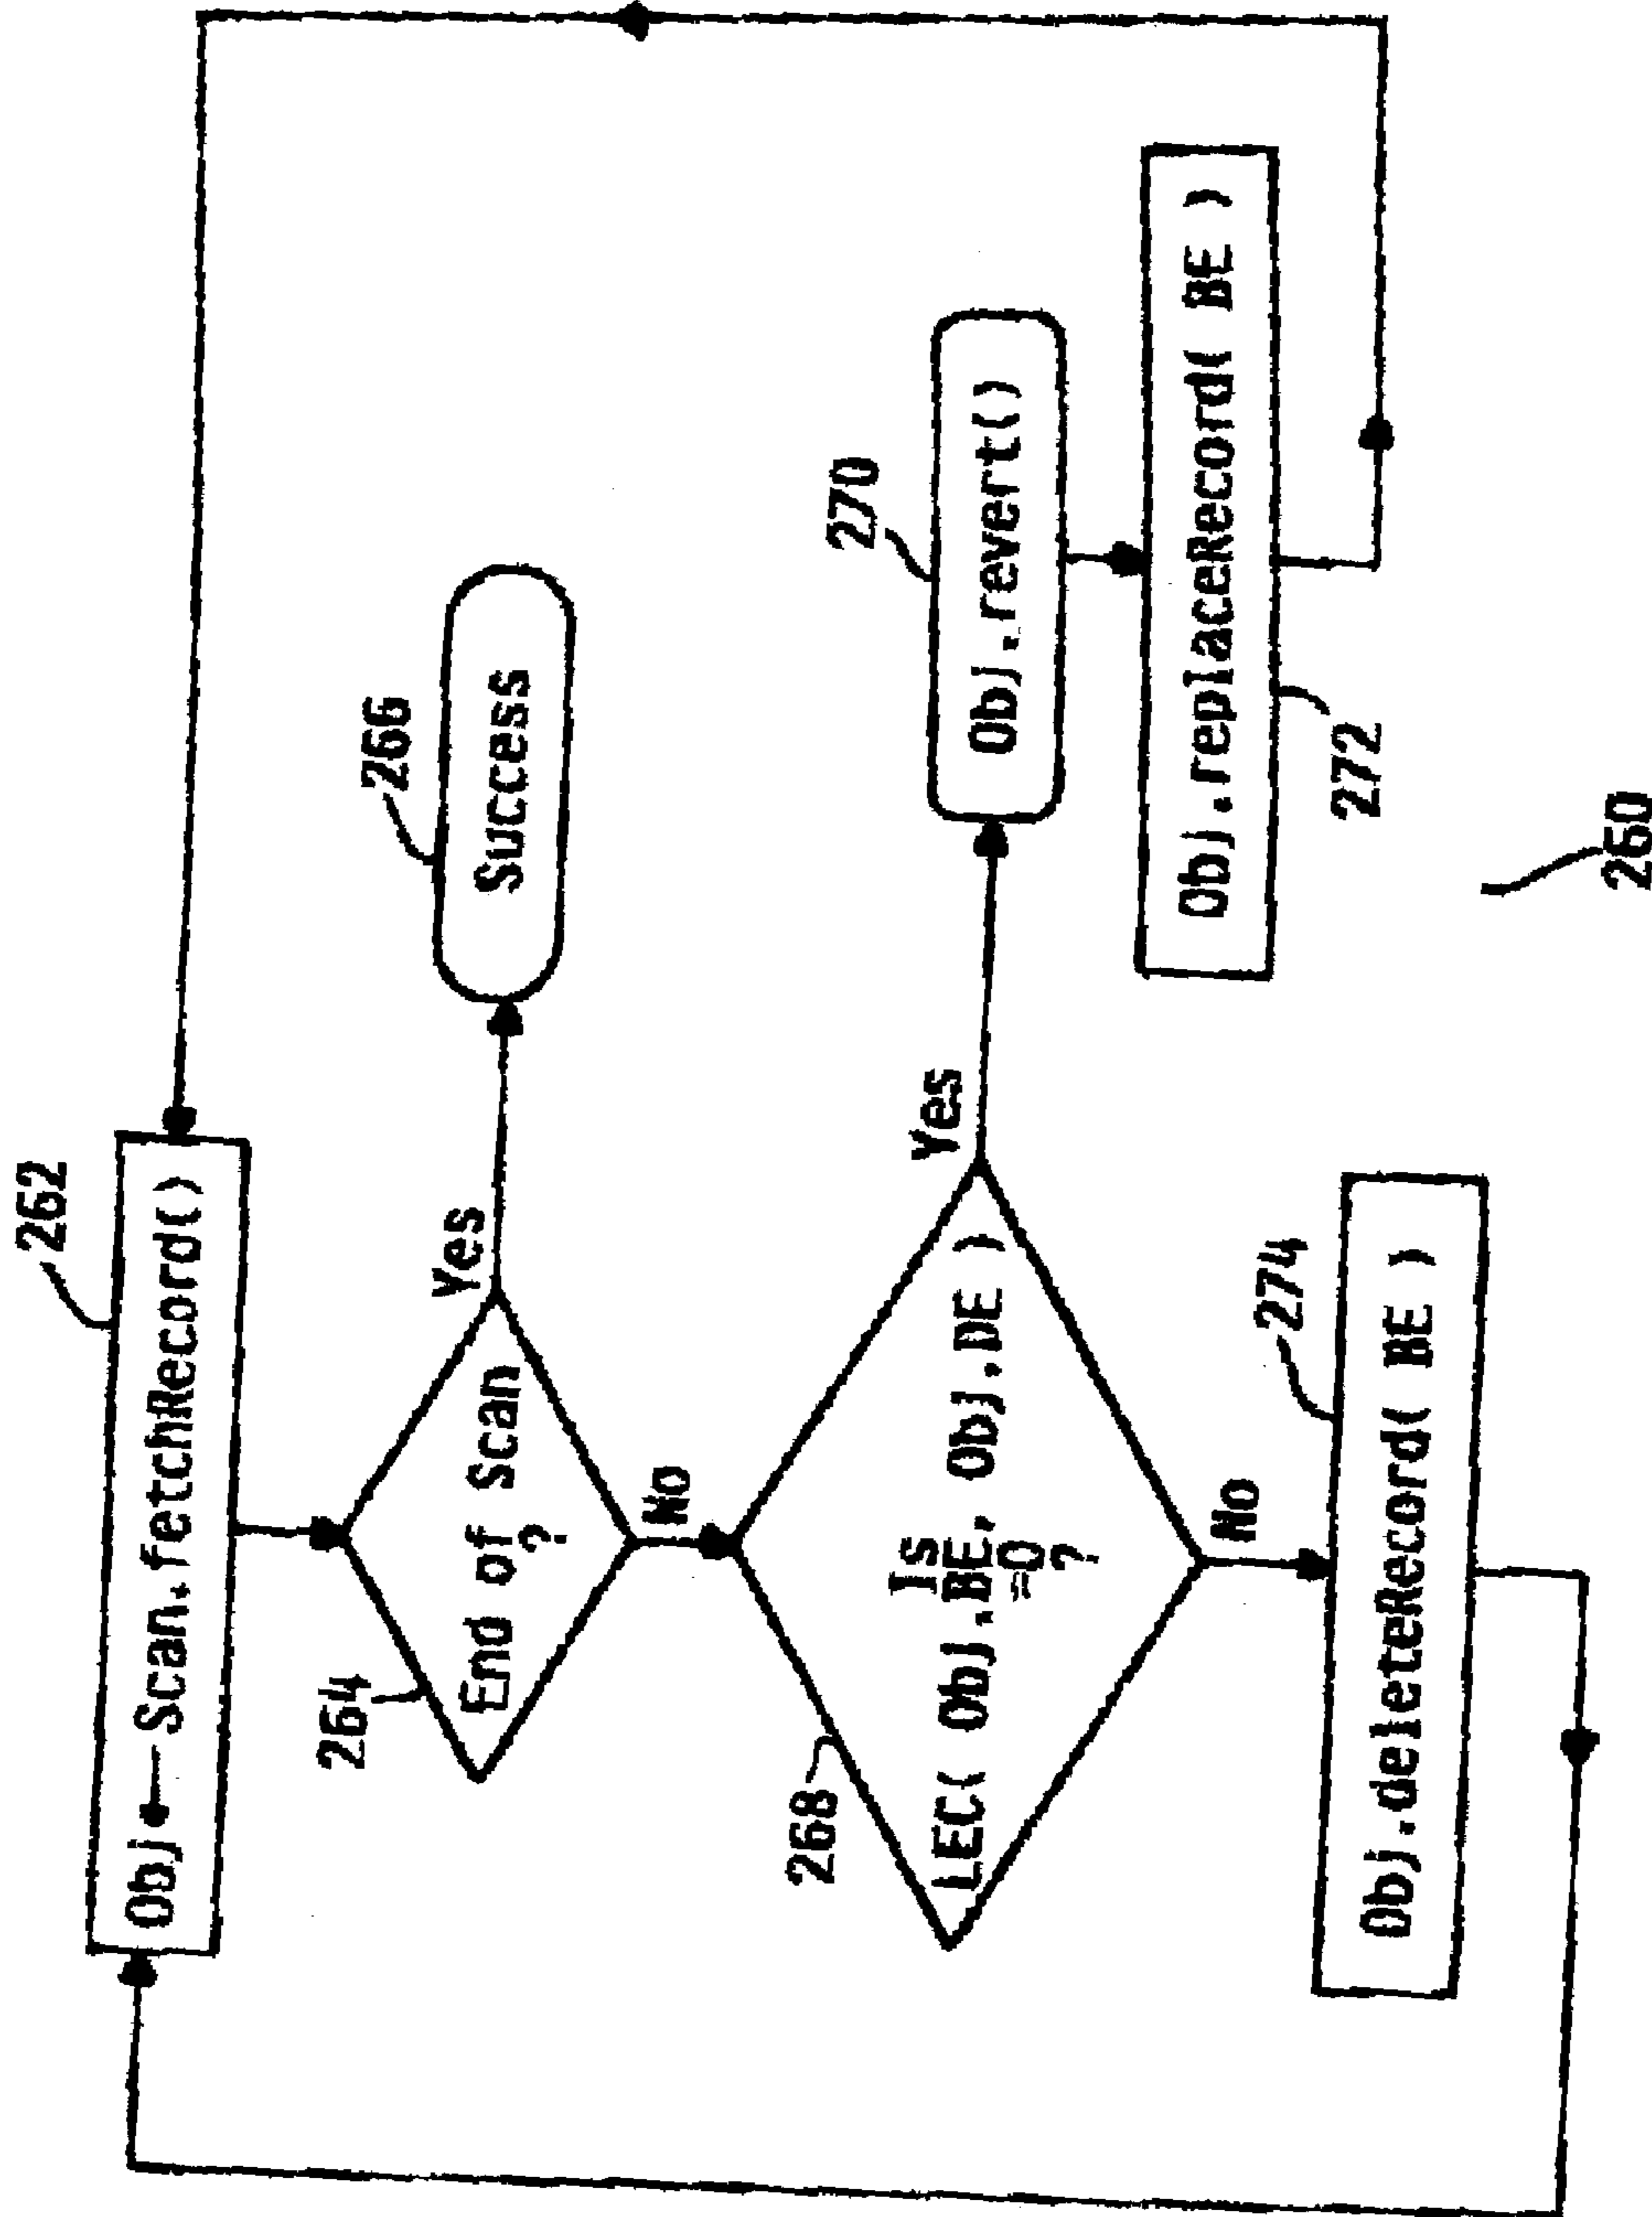 262
Obj ← Scan.fetchRecord()
264
End of Scan
?
Yes
266
Success
No
268
Is
LEC( Obj.BE, Obj.DE )
=0
?
Yes
270
Obj.revert()
Obj.replaceRecord( BE )
272
No
274
Obj.deleteRecord( BE )
260